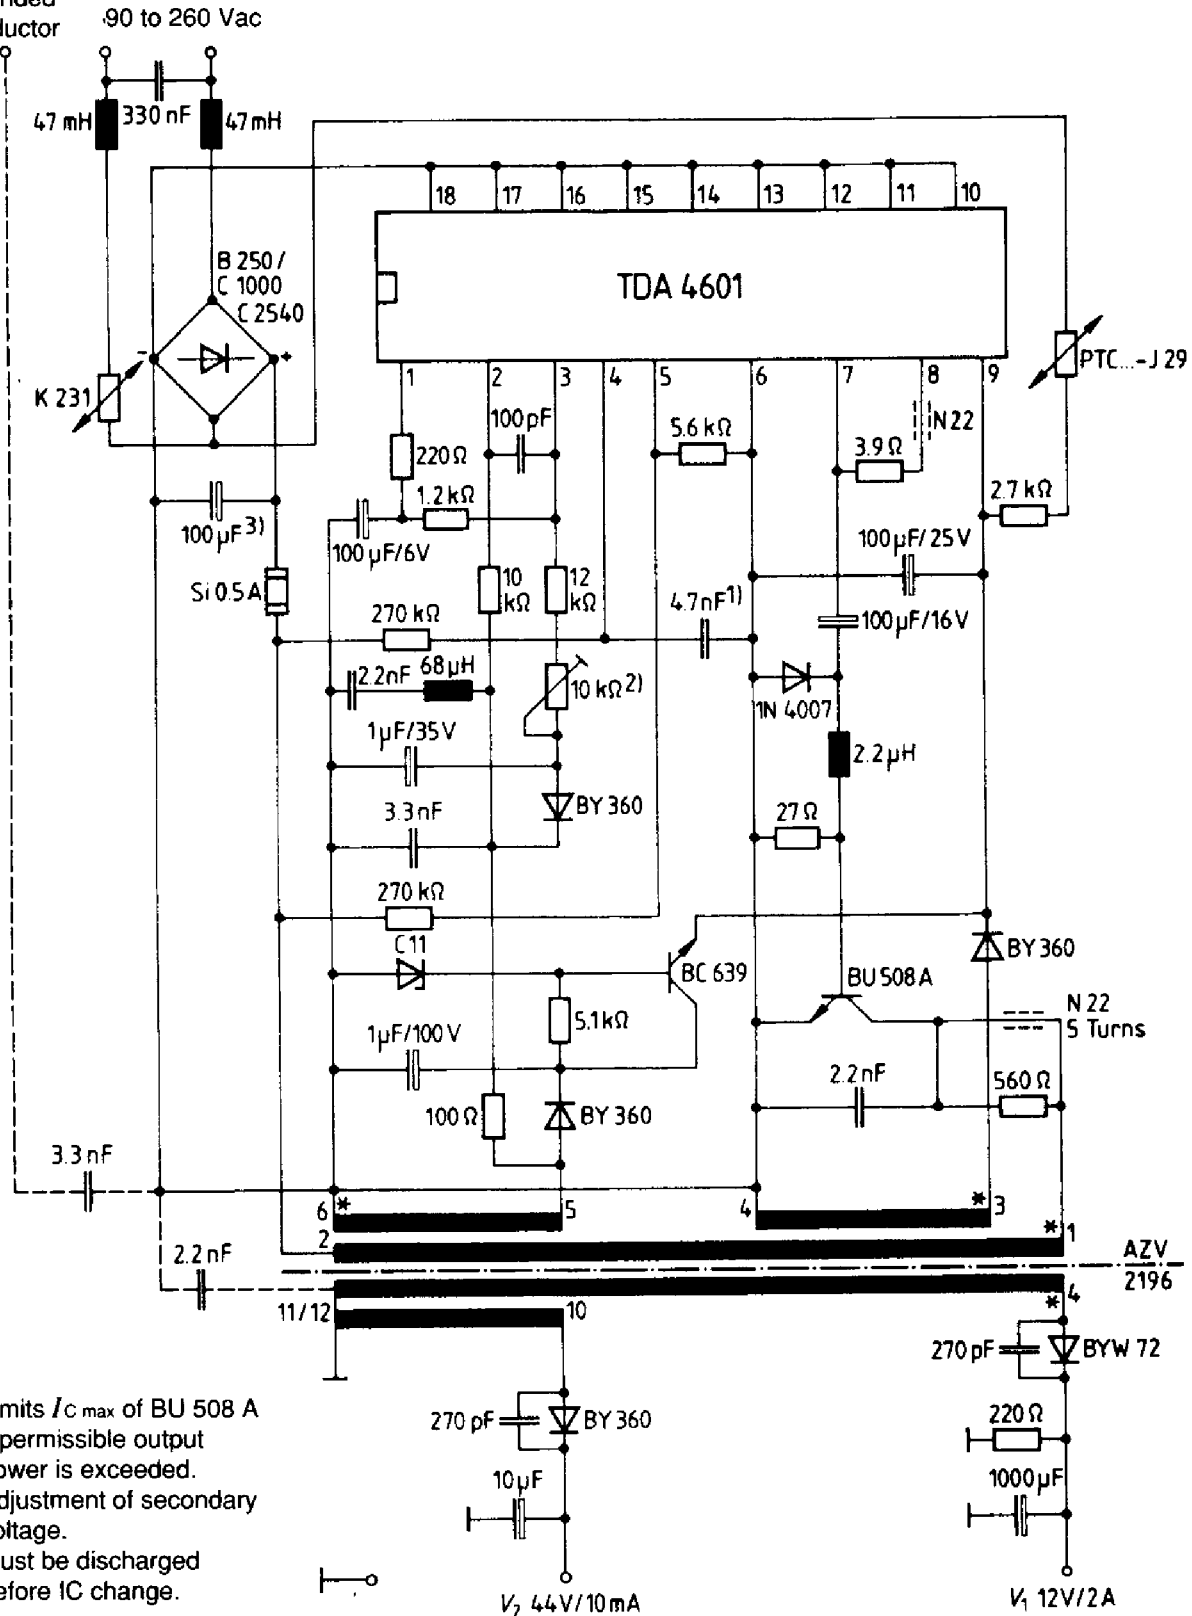 90 to 260 Vac
47 mH
330 nF
47 mH
18
17
16
15
14
13
12
11
10
TDA 4601
B 250 /
C 1000
C 2540
-
+
K 231
PTC...-J 29
1
2
3
4
5
6
7
8
9
100 pF
N 22
220 Ω
5.6 kΩ
3.9 Ω
1.2 kΩ
2.7 kΩ
100 µF 3)
100 µF/6V
100 µF/25 V
Si 0.5 A
10
kΩ
12
kΩ
4.7 nF 1)
100 µF/16 V
270 kΩ
2.2 nF
68 µH
10 kΩ 2)
1N 4007
1 µF/35 V
2.2 µH
3.3 nF
BY 360
27 Ω
270 kΩ
C 11
BC 639
BU 508 A
BY 360
5.1 kΩ
N 22
5 Turns
1 µF/100 V
2.2 nF
560 Ω
100 Ω
BY 360
3.3 nF
6
*
5
4
*
3
2
*
1
2.2 nF
AZV
2196
11/12
10
*
4
270 pF
BYW 72
270 pF
BY 360
220 Ω
10 µF
1000 µF
V2 44 V/10 mA
V1 12 V/2 A
mits IC max of BU 508 A
permissible output
ower is exceeded.
djustment of secondary
oltage.
ust be discharged
efore IC change.